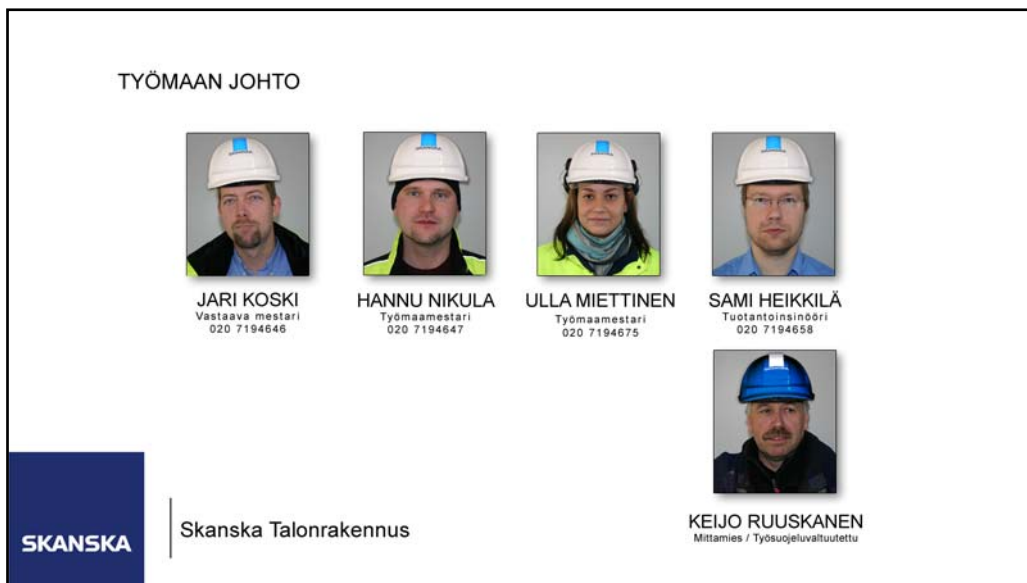 TYÖMAAN JOHTO
JARI KOSKI
Vastaava mestari
020 7194646
HANNU NIKULA
Työmaamestari
020 7194647
ULLA MIETTINEN
Työmaamestari
020 7194675
SAMI HEIKKILÄ
Tuotantoinsinööri
020 7194658
KEIJO RUUSKANEN
Mittamies / Työsuojeluvaltuutettu
SKANSKA
Skanska Talonrakennus